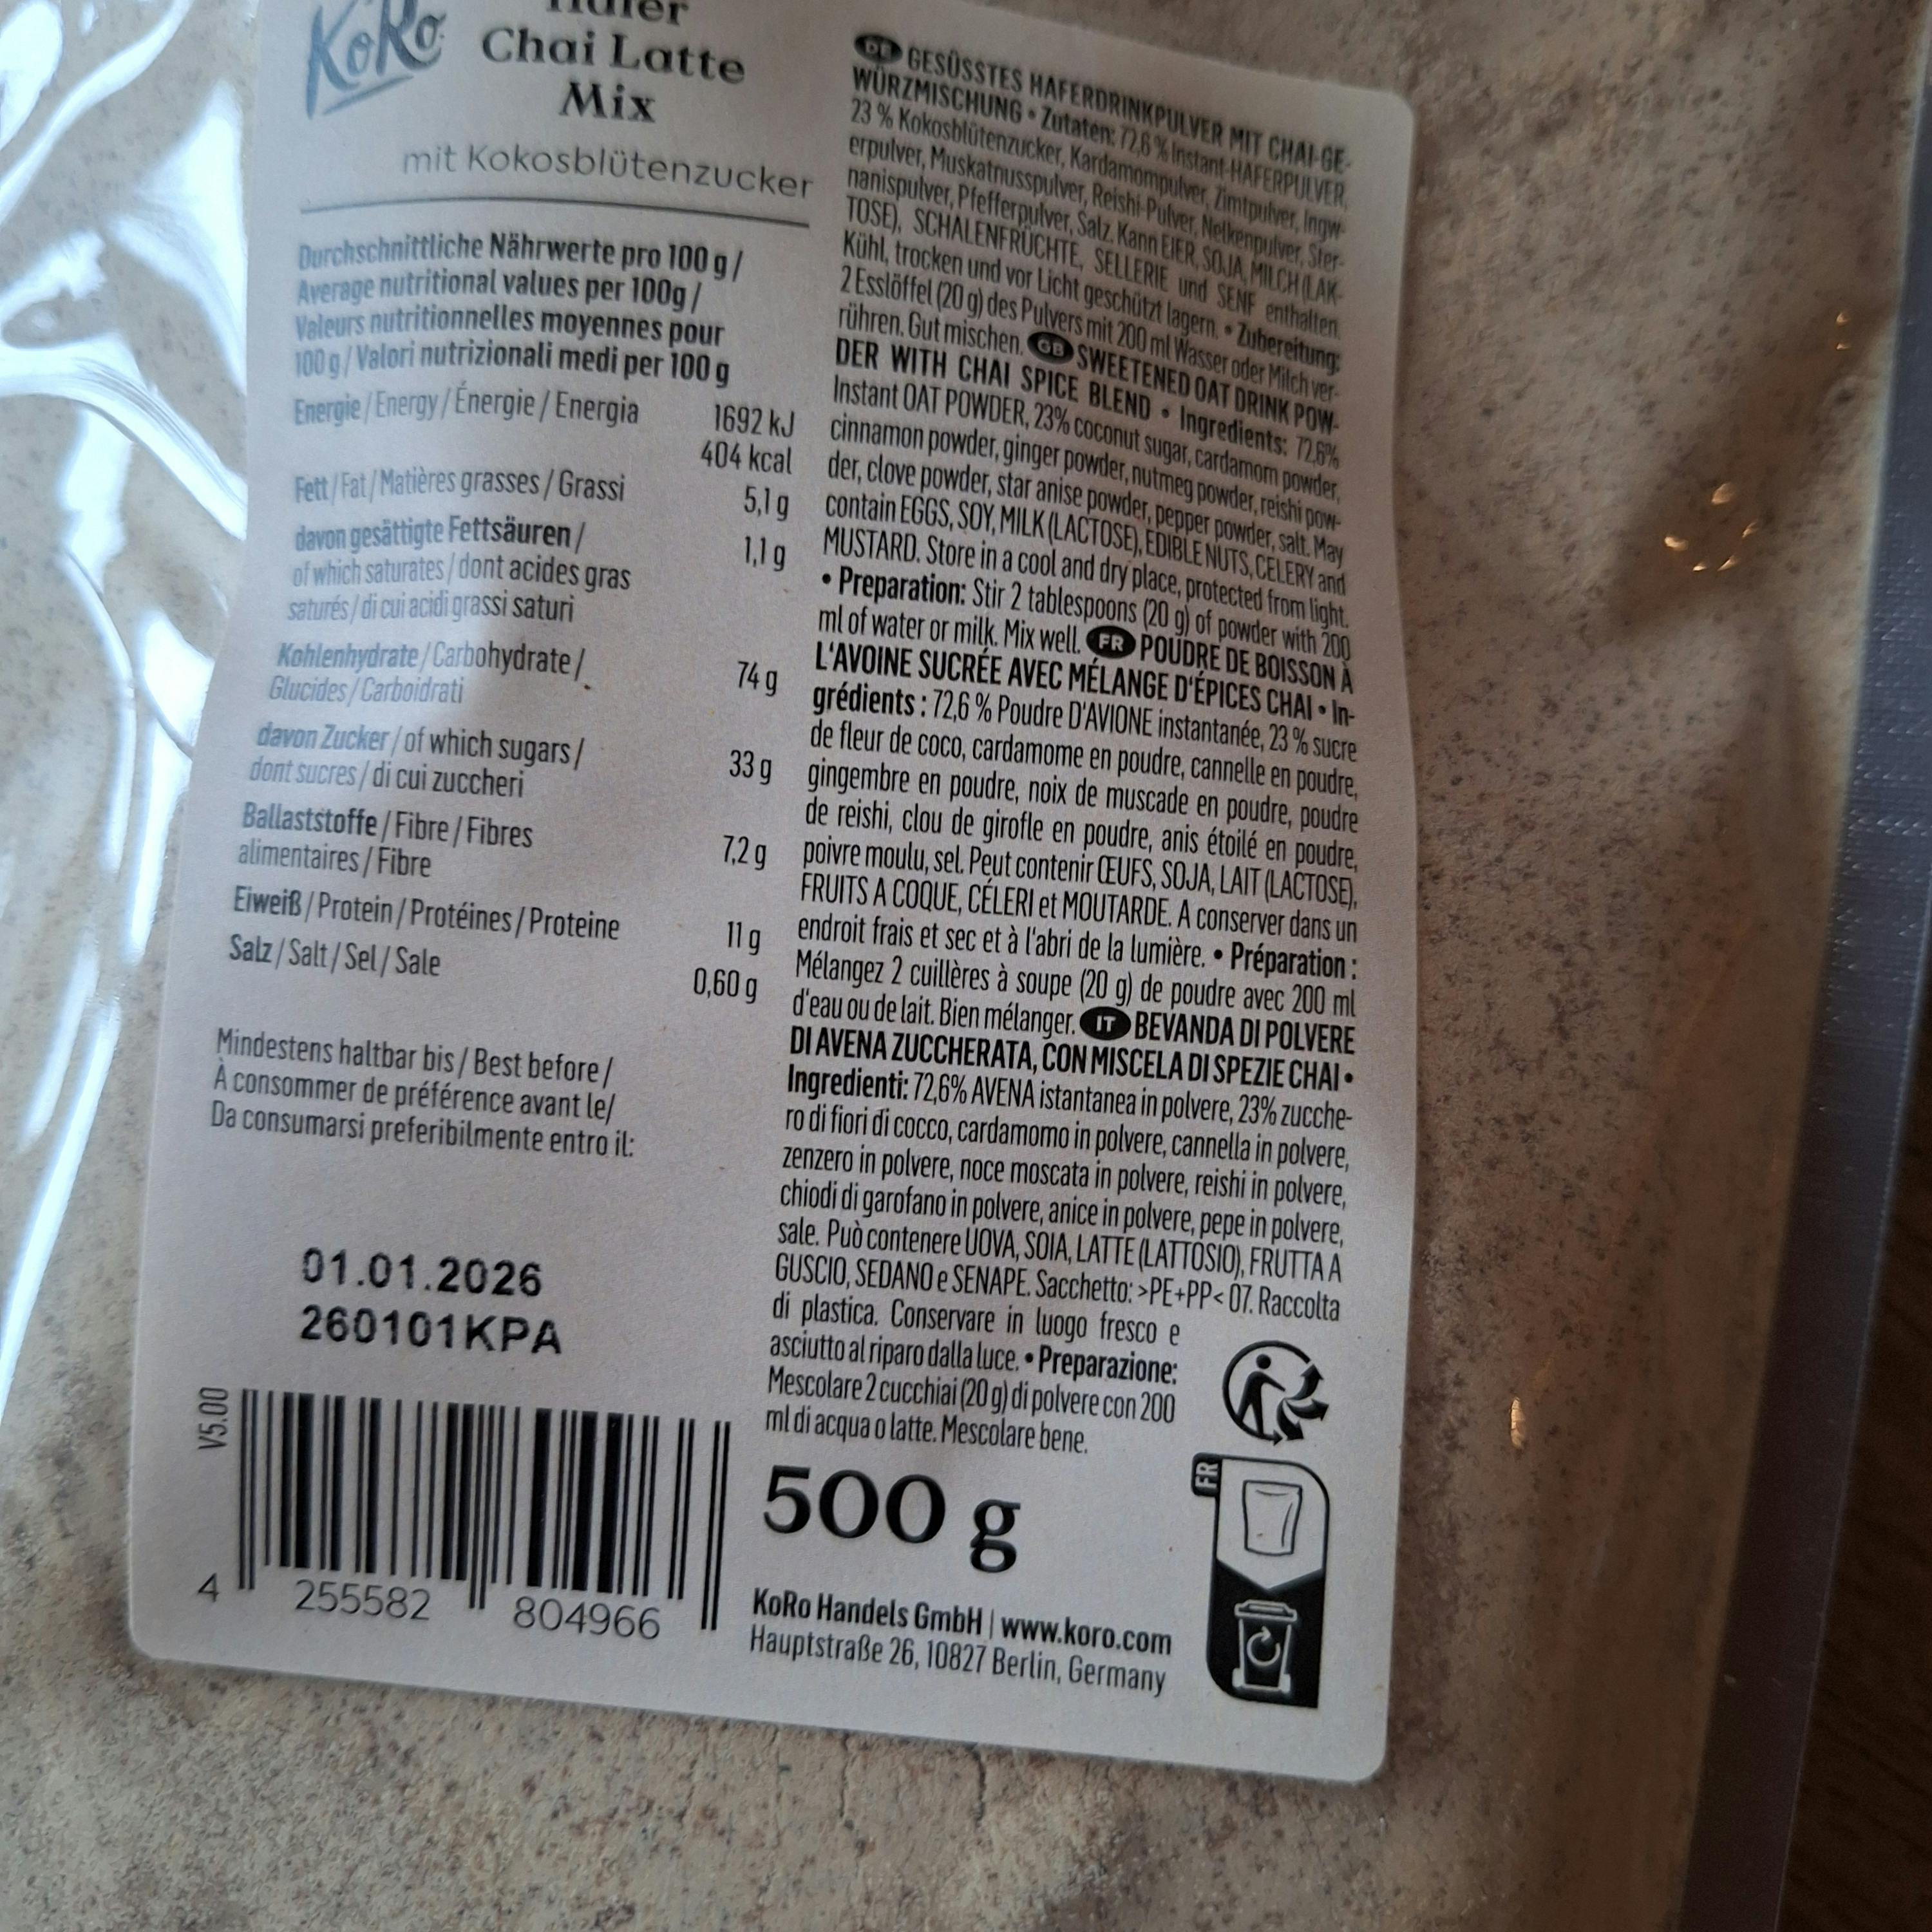 KoRo
Hafer
Chai Latte
Mix
mit Kokosblütenzucker
Durchschnittliche Nährwerte pro 100 g /
Average nutritional values per 100g /
Valeurs nutritionnelles moyennes pour
100 g / Valori nutrizionali medi per 100 g
Energie / Energy / Énergie / Energia 1692 kJ
404 kcal
Fett / Fat / Matières grasses / Grassi 5,1 g
davon gesättigte Fettsäuren / 1,1 g
of which saturates / dont acides gras
saturés / di cui acidi grassi saturi
Kohlenhydrate / Carbohydrate / 74 g
Glucides / Carboidrati
davon Zucker / of which sugars / 33 g
dont sucres / di cui zuccheri
Ballaststoffe / Fibre / Fibres 7,2 g
alimentaires / Fibre
Eiweiß / Protein / Protéines / Proteine 11 g
Salz / Salt / Sel / Sale 0,60 g
Mindestens haltbar bis / Best before /
À consommer de préférence avant le/
Da consumarsi preferibilmente entro il:
01.01.2026
260101KPA
V5.00
4 255582 804966
DE GESÜSSTES HAFERDRINKPULVER MIT CHAI-GE-
WÜRZMISCHUNG • Zutaten: 72,6 % Instant-HAFERPULVER,
23 % Kokosblütenzucker, Kardamompulver, Zimtpulver, Ingw-
erpulver, Muskatnusspulver, Reishi-Pulver, Nelkenpulver, Ster-
nanispulver, Pfefferpulver, Salz. Kann EIER, SOJA, MILCH (LAK-
TOSE), SCHALENFRÜCHTE, SELLERIE und SENF enthalten.
Kühl, trocken und vor Licht geschützt lagern. • Zubereitung:
2 Esslöffel (20 g) des Pulvers mit 200 ml Wasser oder Milch ver-
rühren. Gut mischen. GB SWEETENED OAT DRINK POW-
DER WITH CHAI SPICE BLEND • Ingredients: 72,6%
Instant OAT POWDER, 23% coconut sugar, cardamom powder,
cinnamon powder, ginger powder, nutmeg powder, reishi pow-
der, clove powder, star anise powder, pepper powder, salt. May
contain EGGS, SOY, MILK (LACTOSE), EDIBLE NUTS, CELERY and
MUSTARD. Store in a cool and dry place, protected from light.
• Preparation: Stir 2 tablespoons (20 g) of powder with 200
ml of water or milk. Mix well. FR POUDRE DE BOISSON À
L'AVOINE SUCRÉE AVEC MÉLANGE D'ÉPICES CHAI • In-
grédients : 72,6 % Poudre D'AVIONE instantanée, 23 % sucre
de fleur de coco, cardamome en poudre, cannelle en poudre,
gingembre en poudre, noix de muscade en poudre, poudre
de reishi, clou de girofle en poudre, anis étoilé en poudre,
poivre moulu, sel. Peut contenir ŒUFS, SOJA, LAIT (LACTOSE),
FRUITS A COQUE, CÉLERI et MOUTARDE. A conserver dans un
endroit frais et sec et à l'abri de la lumière. • Préparation :
Mélangez 2 cuillères à soupe (20 g) de poudre avec 200 ml
d'eau ou de lait. Bien mélanger. IT BEVANDA DI POLVERE
DI AVENA ZUCCHERATA, CON MISCELA DI SPEZIE CHAI •
Ingredienti: 72,6% AVENA istantanea in polvere, 23% zucche-
ro di fiori di cocco, cardamomo in polvere, cannella in polvere,
zenzero in polvere, noce moscata in polvere, reishi in polvere,
chiodi di garofano in polvere, anice in polvere, pepe in polvere,
sale. Può contenere UOVA, SOIA, LATTE (LATTOSIO), FRUTTA A
GUSCIO, SEDANO e SENAPE. Sacchetto: >PE+PP< 07. Raccolta
di plastica. Conservare in luogo fresco e
asciutto al riparo dalla luce. • Preparazione:
Mescolare 2 cucchiai (20 g) di polvere con 200
ml di acqua o latte. Mescolare bene.
FR
500 g
KoRo Handels GmbH | www.koro.com
Hauptstraße 26, 10827 Berlin, Germany